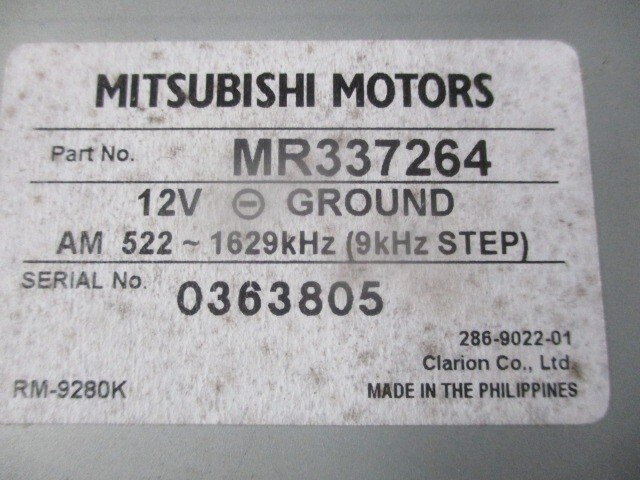 MITSUBISHI MOTORS
Part No. MR337264
12V ⊖ GROUND
AM 522 ~ 1629kHz (9kHz STEP)
SERIAL No. 0363805
286-9022-01
Clarion Co., Ltd.
RM-9280K MADE IN THE PHILIPPINES